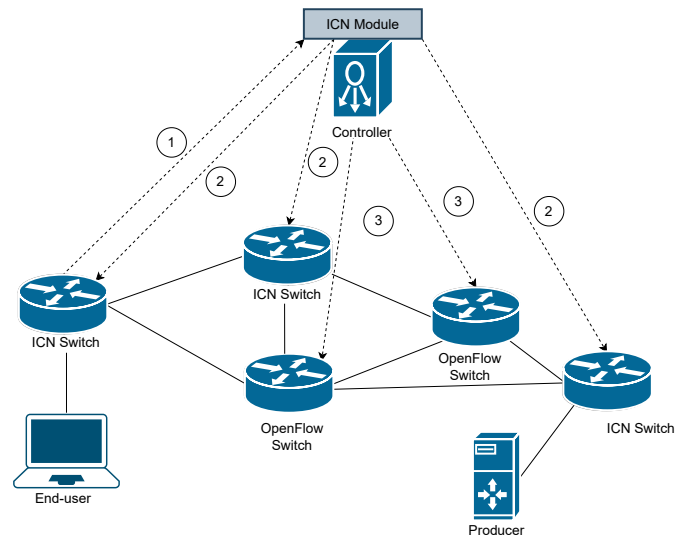 ICN Module
Controller
1
2
2
3
3
2
ICN Switch
ICN Switch
OpenFlow
Switch
OpenFlow
Switch
ICN Switch
End-user
Producer